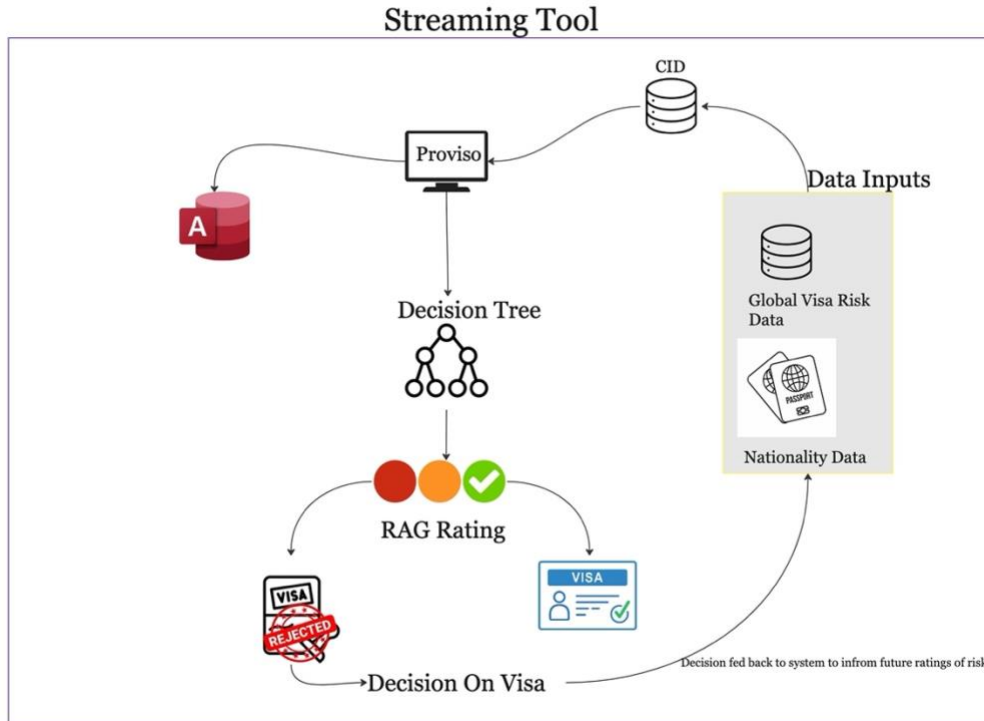 Streaming Tool
CID
Proviso
Data Inputs
A
Global Visa Risk
Data
Decision Tree
PASSPORT
Nationality Data
RAG Rating
VISA
VISA
REJECTED
Decision On Visa
Decision fed back to system to infrom future ratings of risk